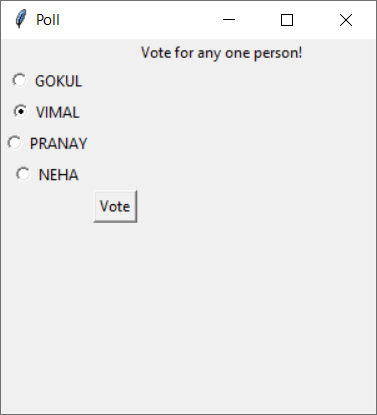 Poll
Vote for any one person!
GOKUL
VIMAL
PRANAY
NEHA
Vote